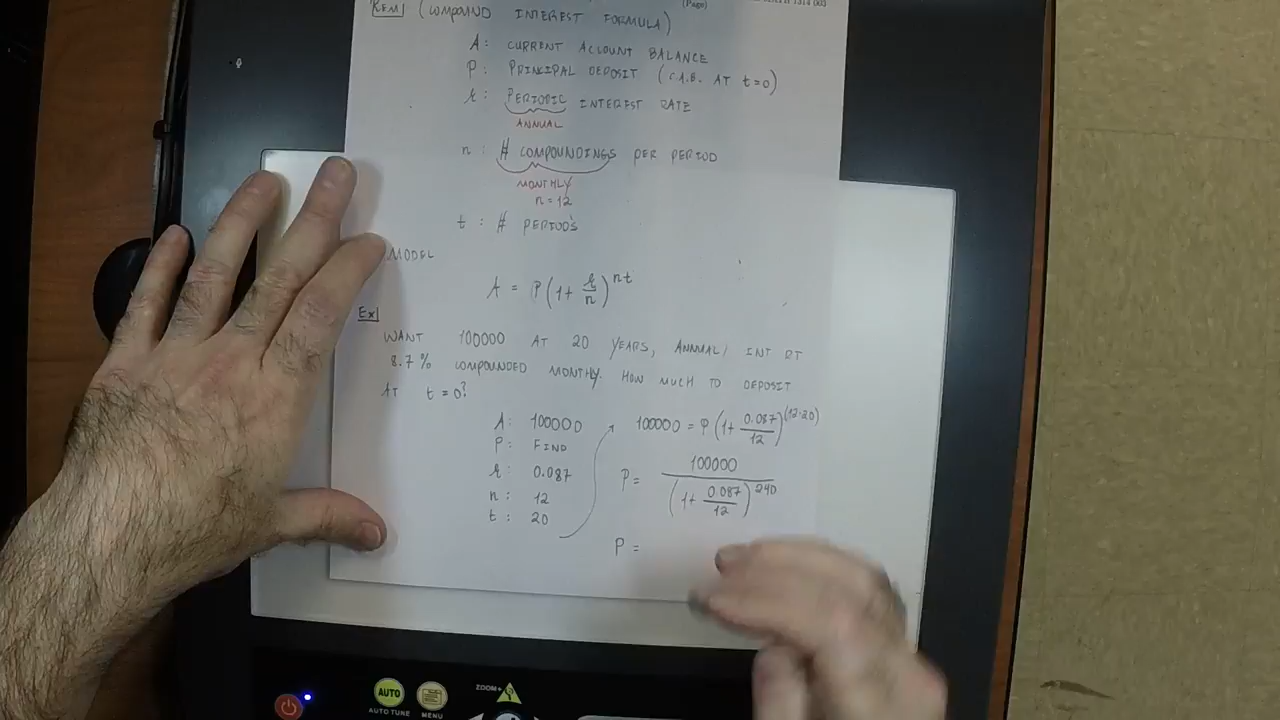 REM (COMPOUND INTEREST FORMULA)
A: CURRENT ACCOUNT BALANCE
P: PRINCIPAL DEPOSIT (C.A.B. AT t=0)
r: PERIODIC INTEREST RATE
ANNUAL
n: # COMPOUNDINGS PER PERIOD
MONTHLY
n=12
t: # PERIOD'S
MODEL
A = P(1+ r/n)^nt
Ex
WANT 100000 AT 20 YEARS, ANNUAL INT RT
8.7% COMPOUNDED MONTHLY. HOW MUCH TO DEPOSIT
AT t=0?
A: 100000
P: FIND
r: 0.087
n: 12
t: 20
100000 = P(1+ 0.087/12)^(12·20)
P = 100000/(1+ 0.087/12)^240
P =
AUTO
AUTO TUNE
MENU
ZOOM+